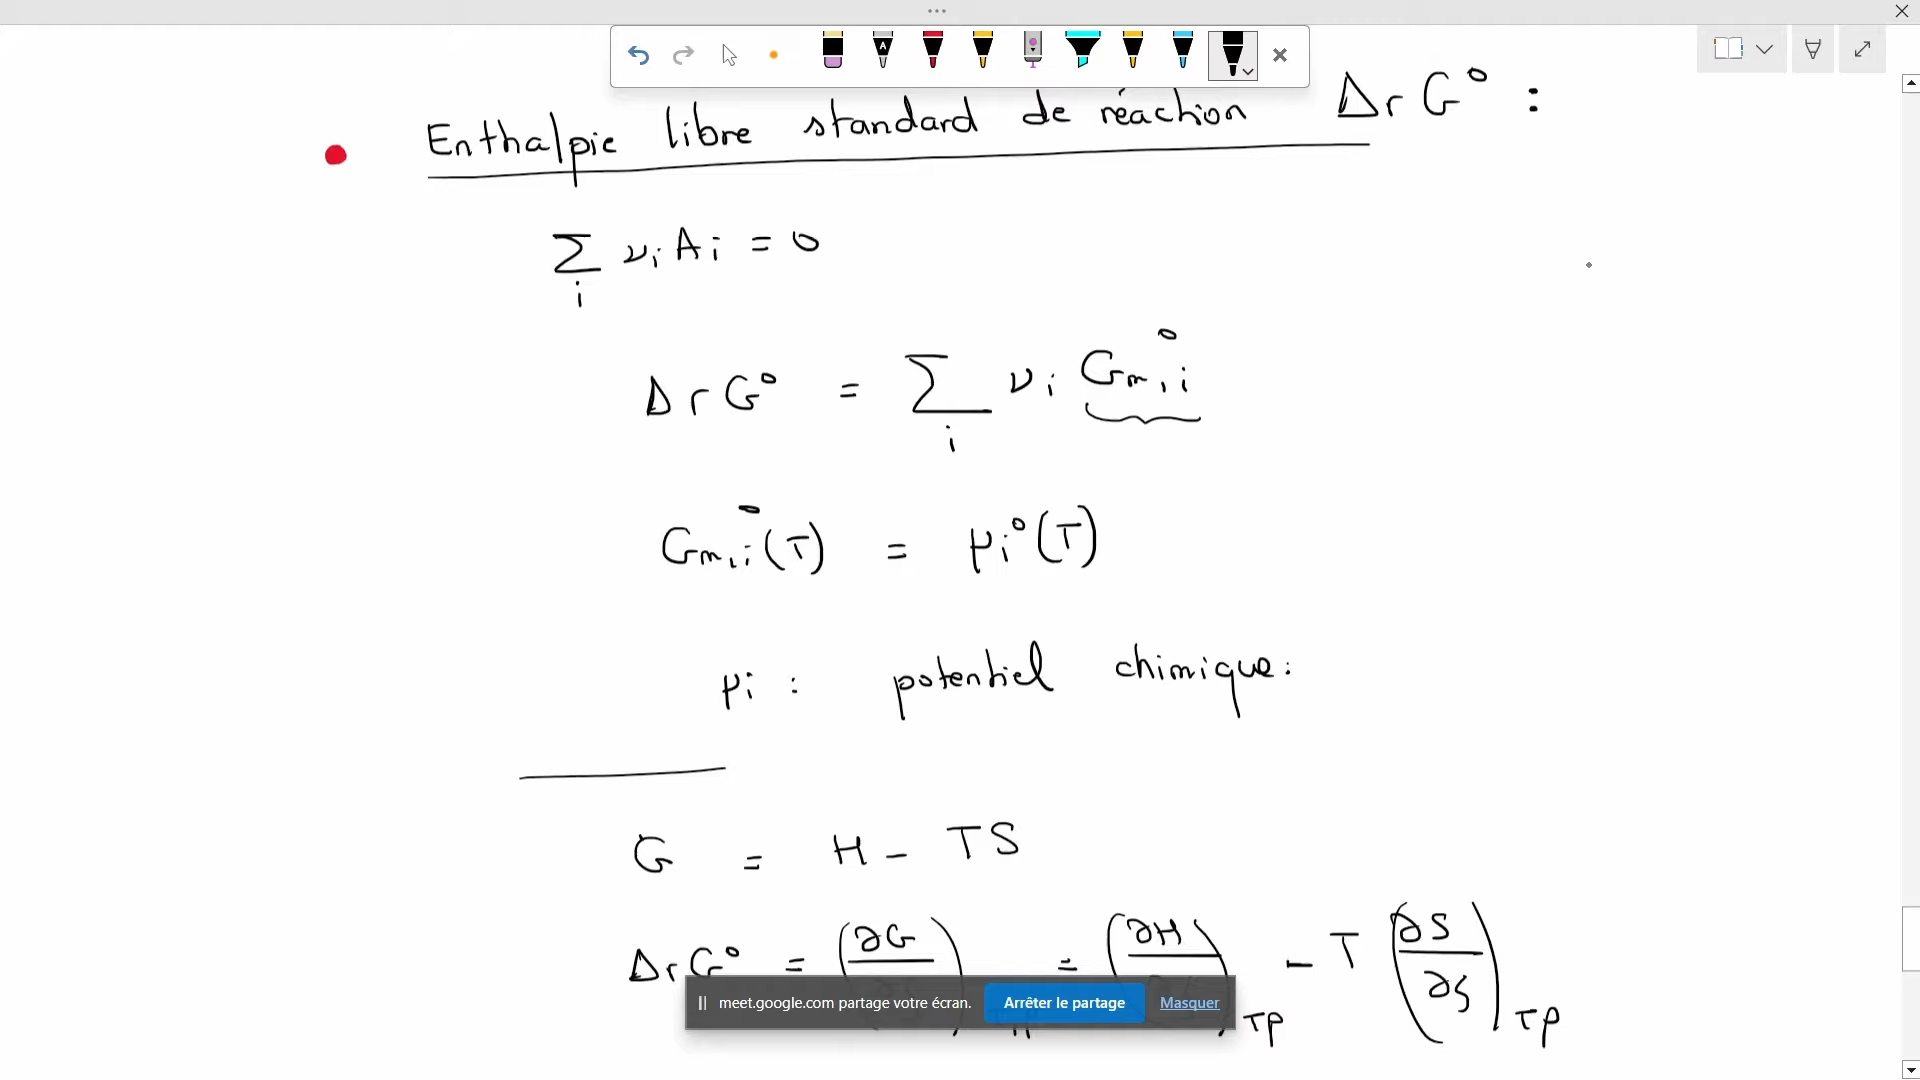 Enthalpie libre standard de réaction ΔrG° :
∑ νi Ai = 0
i
ΔrG° = ∑ νi G°m,i
i
G°m,i(T) = μi°(T)
μi : potentiel chimique.
G = H - TS
ΔrG° = (∂G = (∂H)TP - T (∂S/∂ξ)TP
meet.google.com partage votre écran. Arrêter le partage Masquer